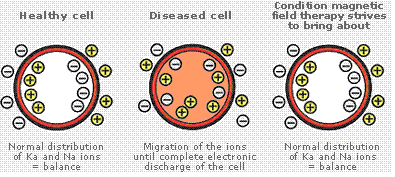 Healthy cell
Diseased cell
Condition magnetic
field therapy strives
to bring about
Normal distribution
of Ka and Na ions
= balance
Migration of the ions
until complete electronic
discharge of the cell
Normal distribution
of Ka and Na ions
= balance